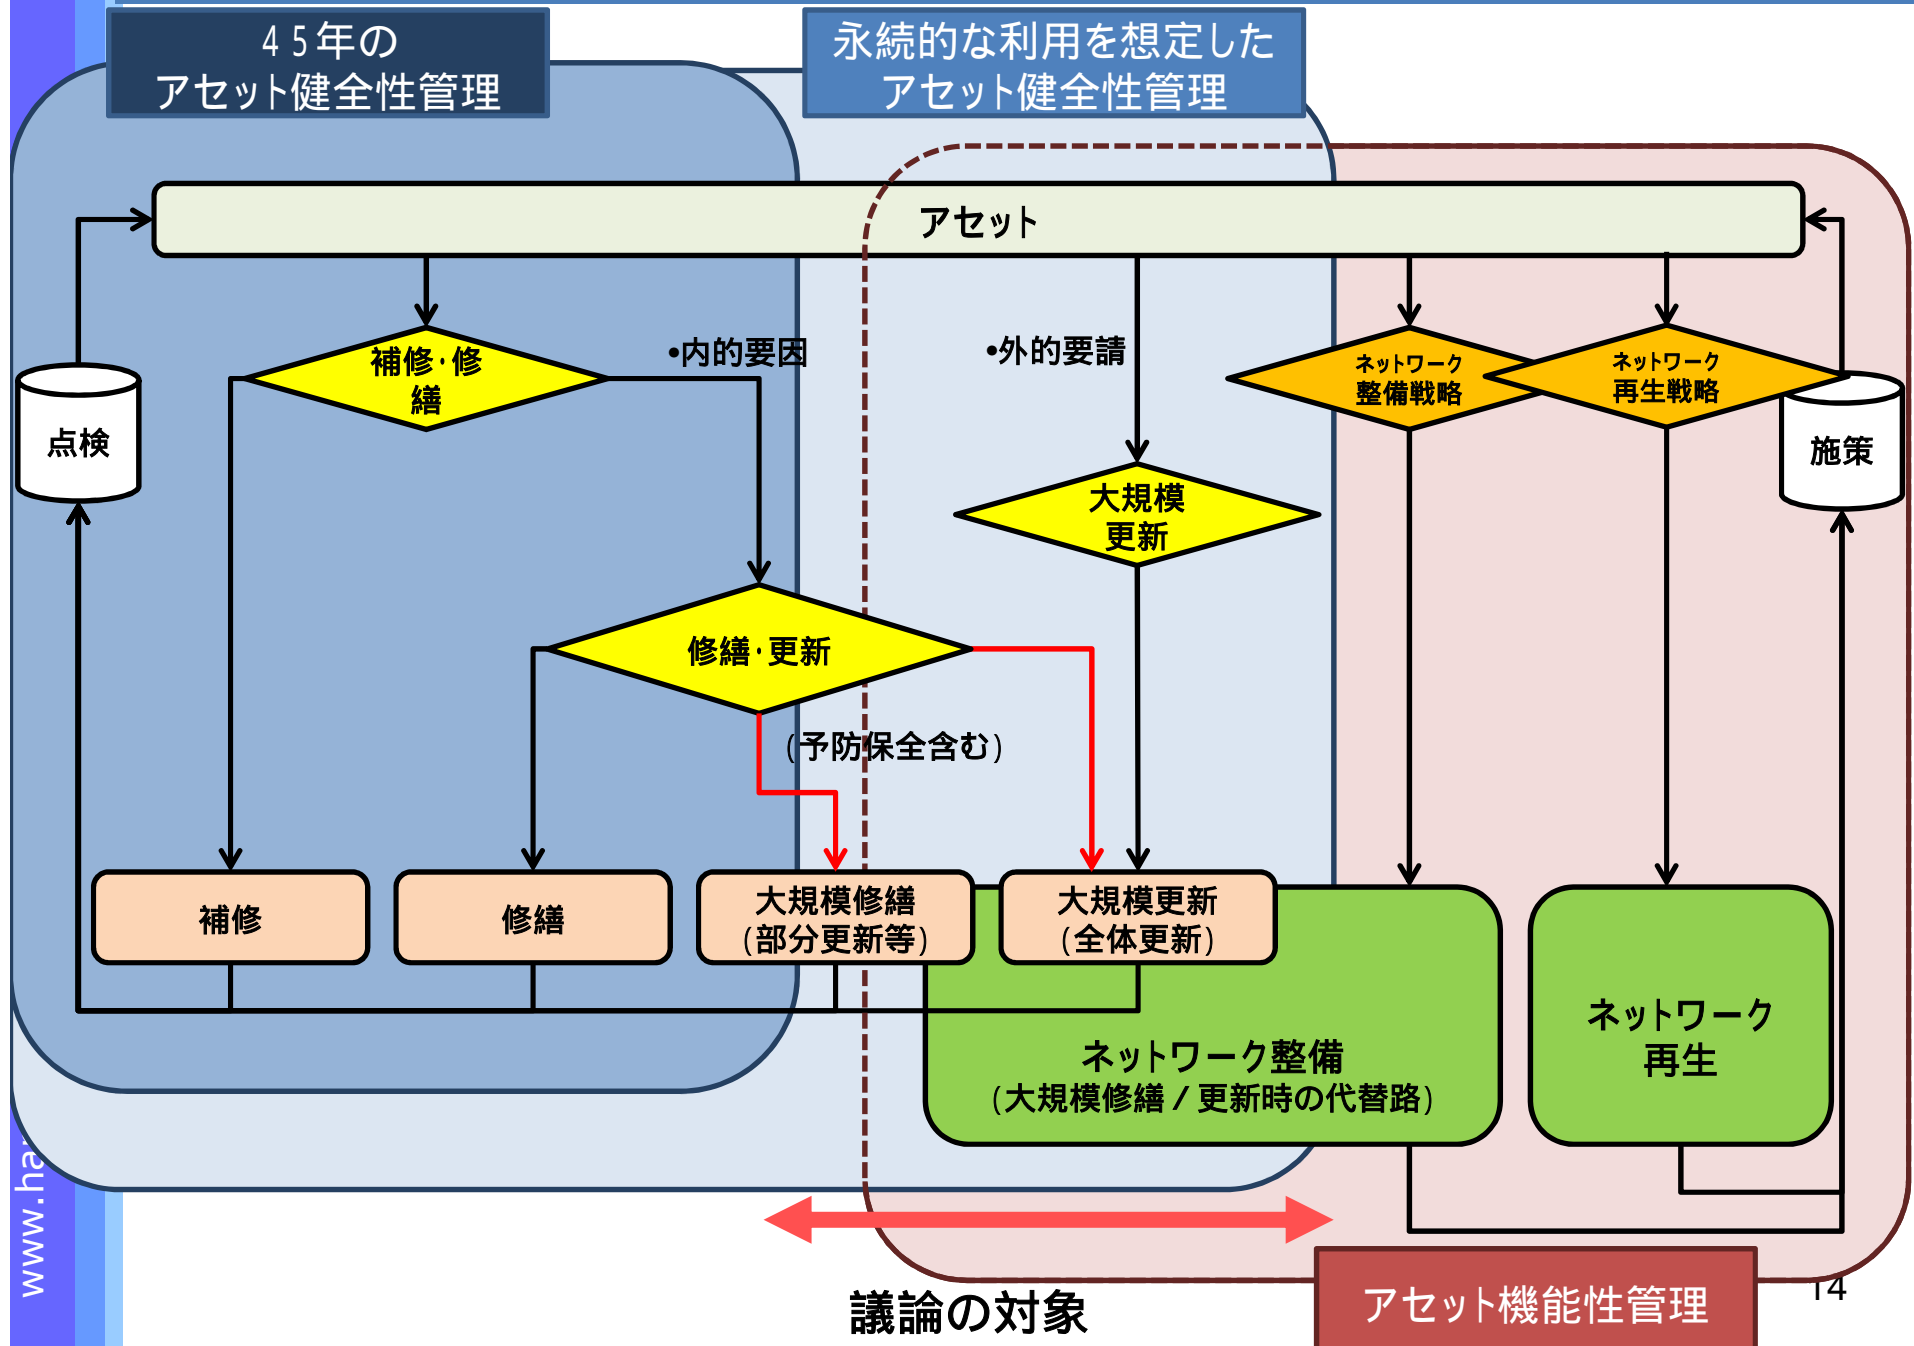 ４５年の
アセット健全性管理
永続的な利用を想定した
アセット健全性管理
アセット
補修・修
繕
•内的要因
•外的要請
ネットワーク
整備戦略
ネットワーク
再生戦略
点検
施策
大規模
更新
修繕・更新
(予防保全含む)
補修
修繕
大規模修繕
(部分更新等)
大規模更新
(全体更新)
ネットワーク整備
(大規模修繕/更新時の代替路)
ネットワーク
再生
www.ha
議論の対象
アセット機能性管理
14